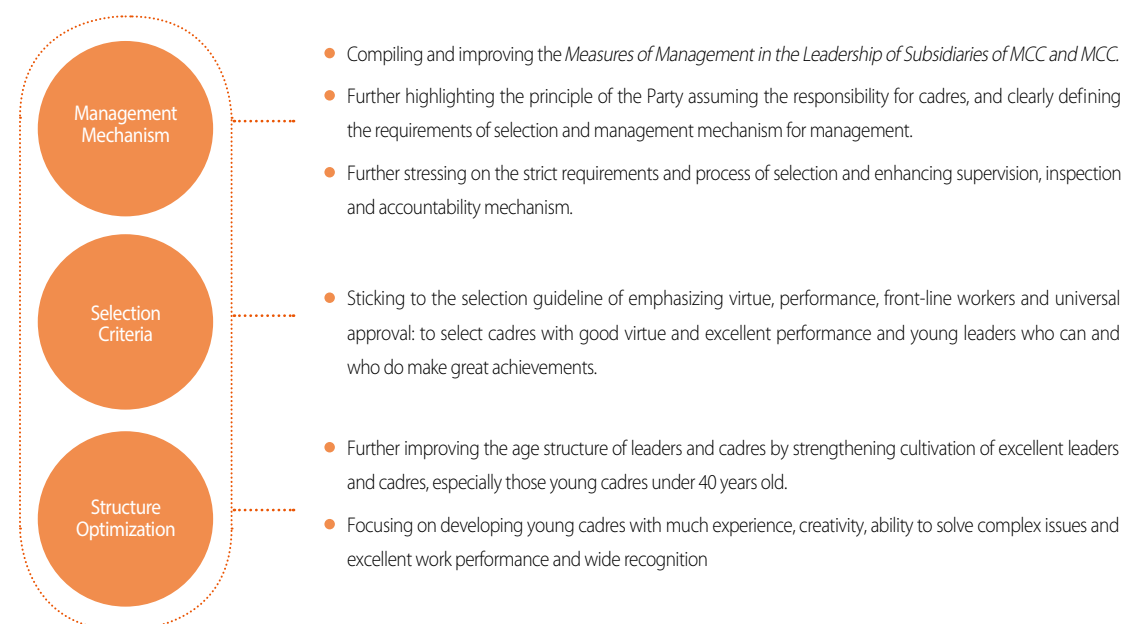 Management
Mechanism
● Compiling and improving the Measures of Management in the Leadership of Subsidiaries of MCC and MCC.
● Further highlighting the principle of the Party assuming the responsibility for cadres, and clearly defining
the requirements of selection and management mechanism for management.
● Further stressing on the strict requirements and process of selection and enhancing supervision, inspection
and accountability mechanism.
Selection
Criteria
● Sticking to the selection guideline of emphasizing virtue, performance, front-line workers and universal
approval: to select cadres with good virtue and excellent performance and young leaders who can and
who do make great achievements.
Structure
Optimization
● Further improving the age structure of leaders and cadres by strengthening cultivation of excellent leaders
and cadres, especially those young cadres under 40 years old.
● Focusing on developing young cadres with much experience, creativity, ability to solve complex issues and
excellent work performance and wide recognition